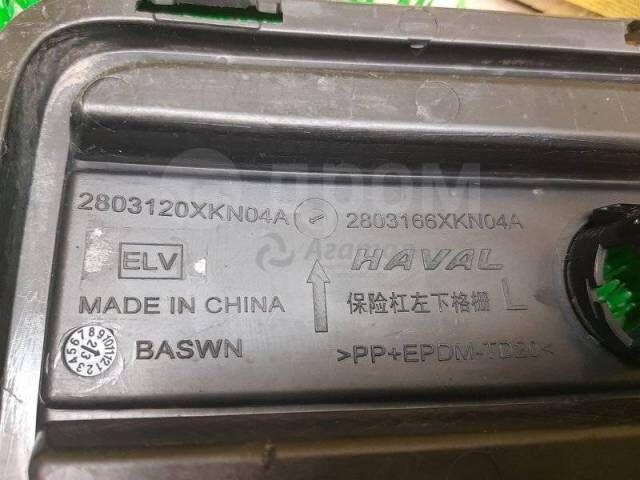 2803120XKN04A 2803166XKN04A
ELV HAVAL
MADE IN CHINA 保险杠左下格栅 L
BASWN >PP+EPDM-TD20<